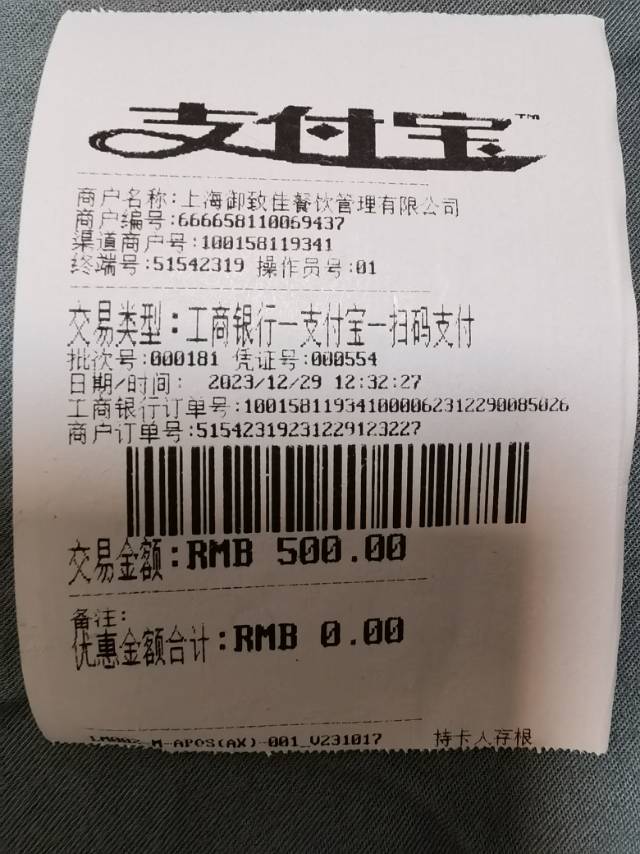 支付宝™
商户名称:上海御致佳餐饮管理有限公司
商户编号:666658110069437
渠道商户号:100158119341
终端号:51542319 操作员号:01
交易类型:工商银行—支付宝—扫码支付
批次号:000181 凭证号:000554
日期/时间: 2023/12/29 12:32:27
工商银行订单号:100158119341000062312290085026
商户订单号:51542319231229123227
交易金额:RMB 500.00
备注:
优惠金额合计:RMB 0.00
M-APOS(AX)-001_V231017 持卡人存根